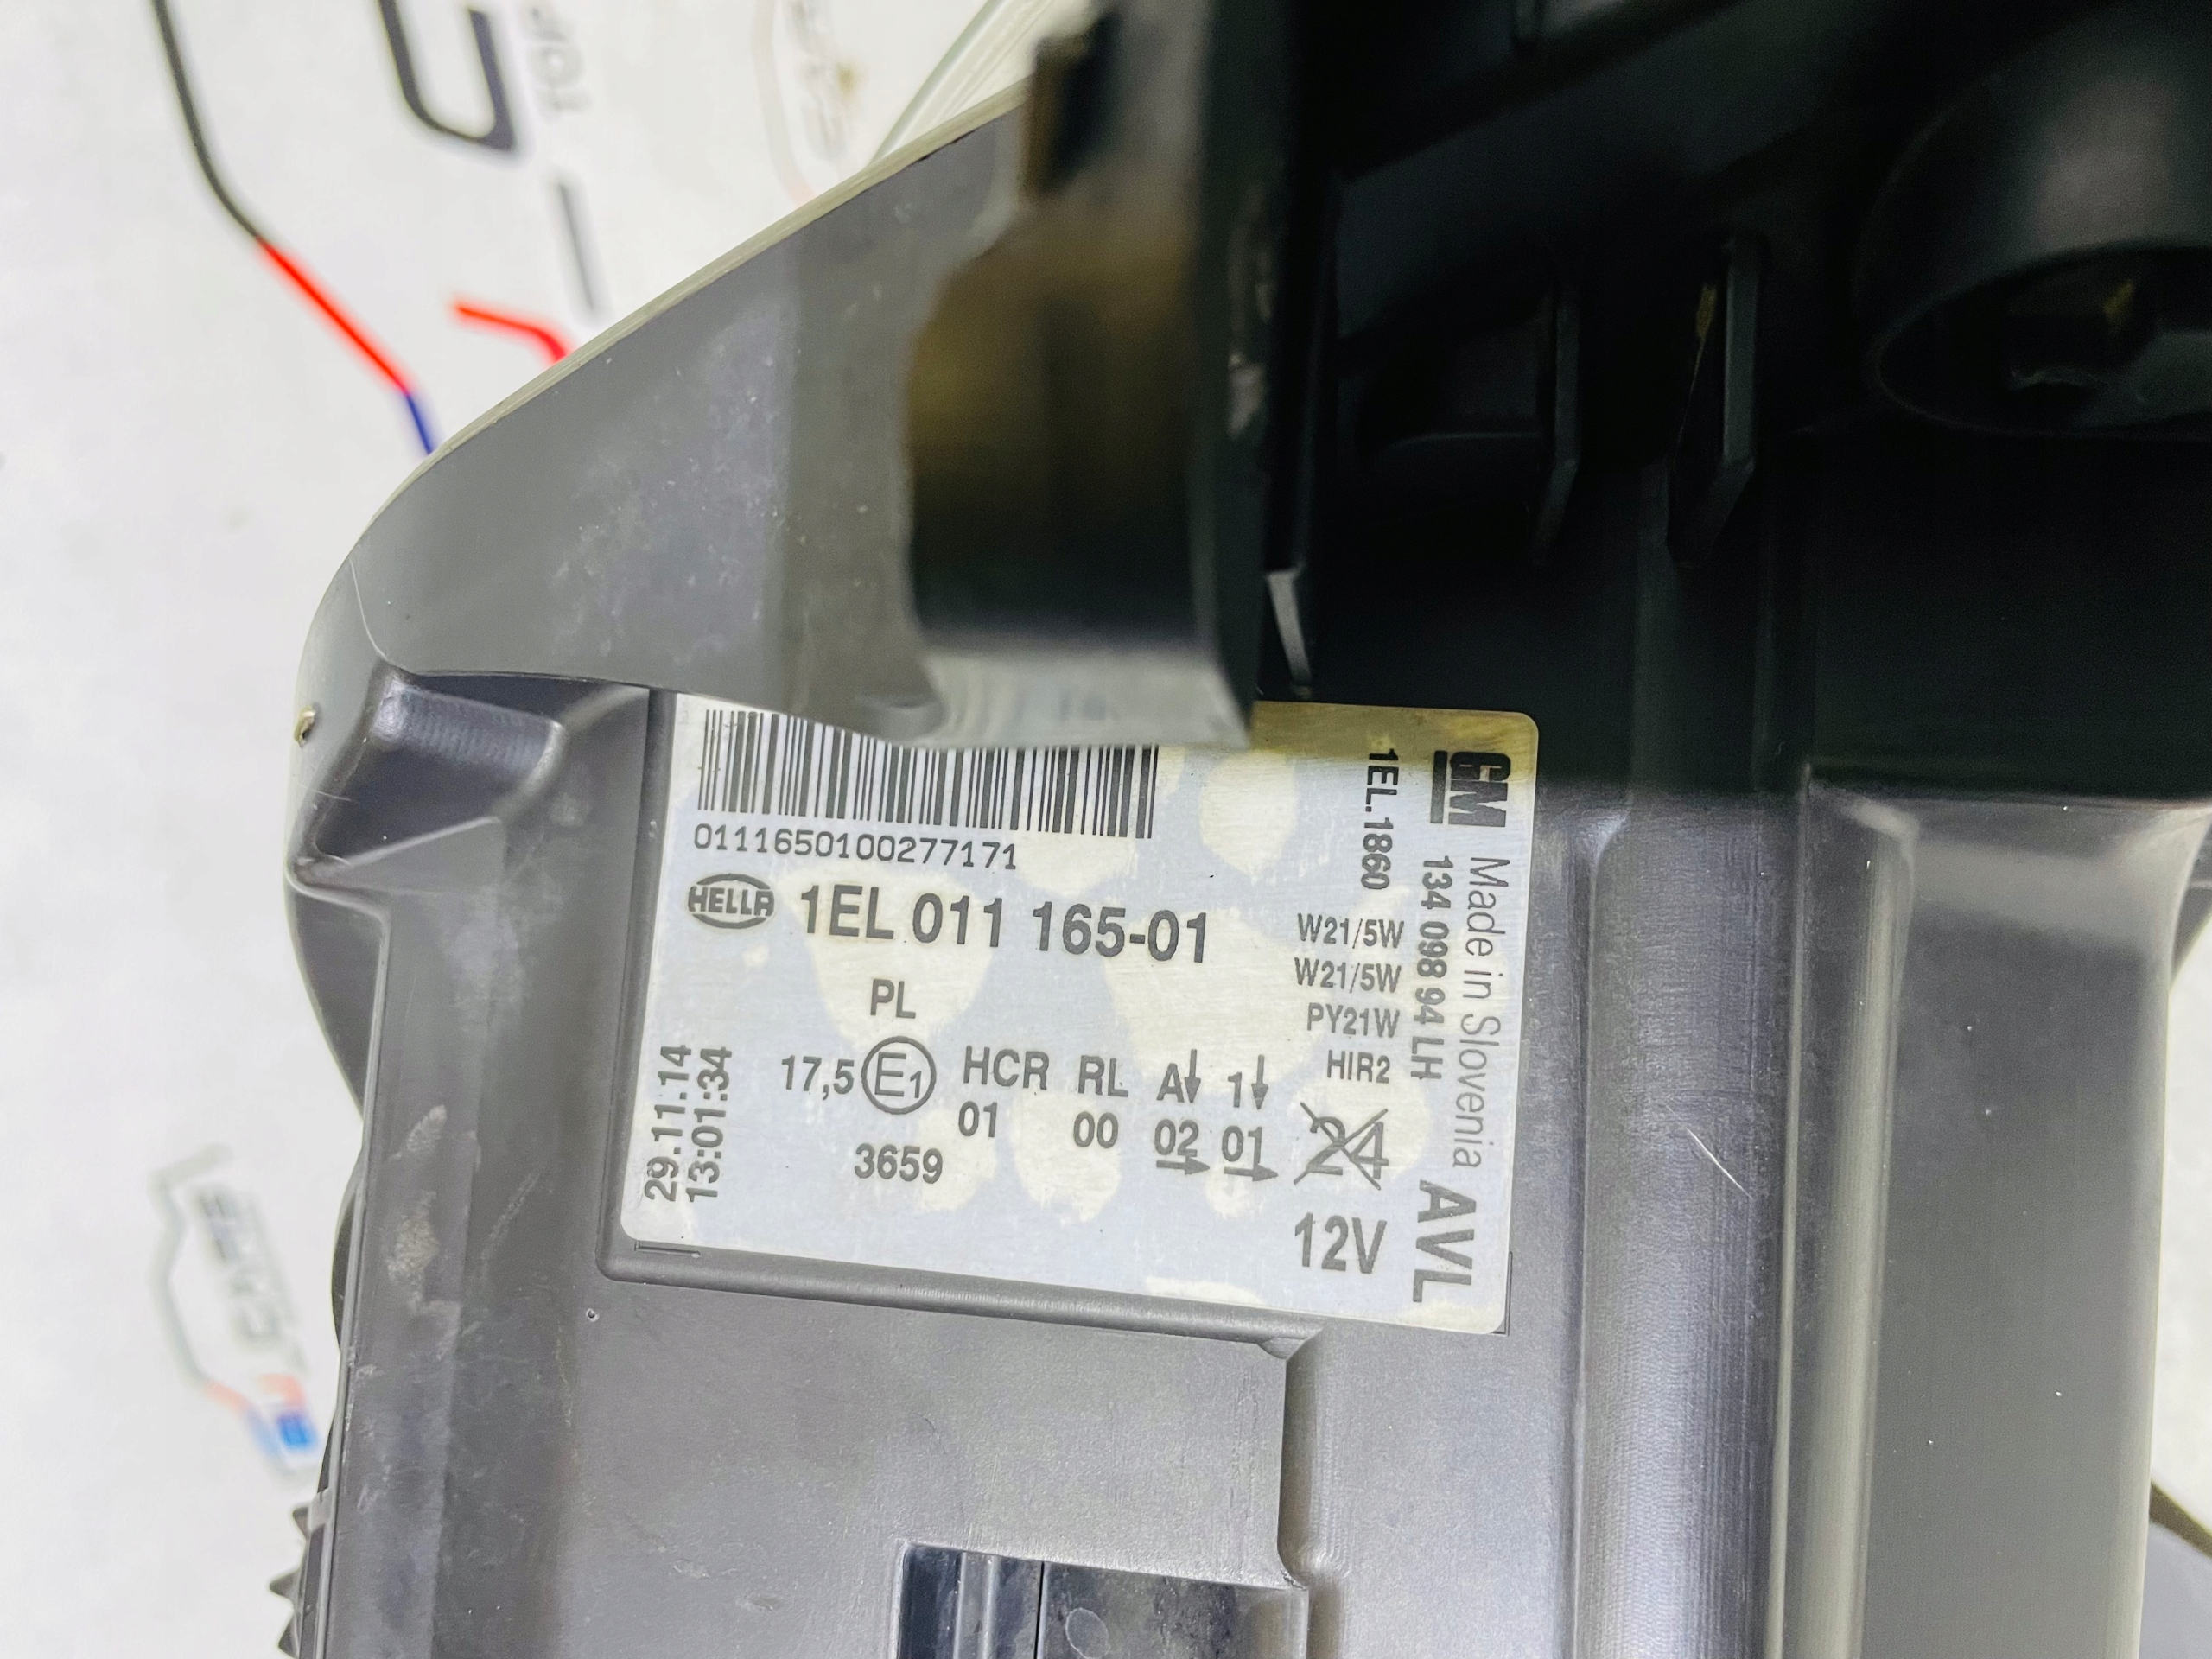 0111650100277171
HELLA 1EL 011 165-01
PL
17,5 E1 HCR RL A 1
01 00 02 01
3659
29.11.14
13:01:34
W21/5W
W21/5W
PY21W
HIR2
24
12V
1EL.1860
GM 134 098 94 LH
Made in Slovenia AVL
TOP